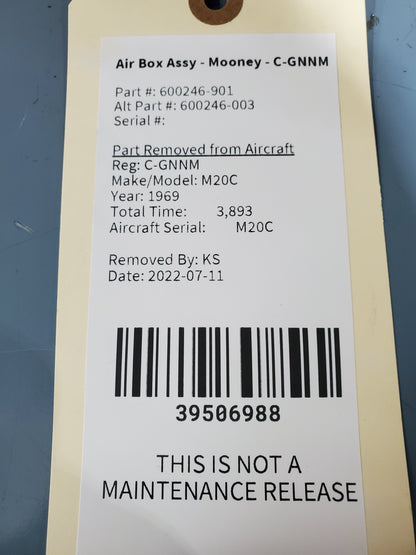 Air Box Assy - Mooney - C-GNNM
Part #: 600246-901
Alt Part #: 600246-003
Serial #:
Part Removed from Aircraft
Reg: C-GNNM
Make/Model: M20C
Year: 1969
Total Time: 3,893
Aircraft Serial: M20C
Removed By: KS
Date: 2022-07-11
39506988
THIS IS NOT A
MAINTENANCE RELEASE